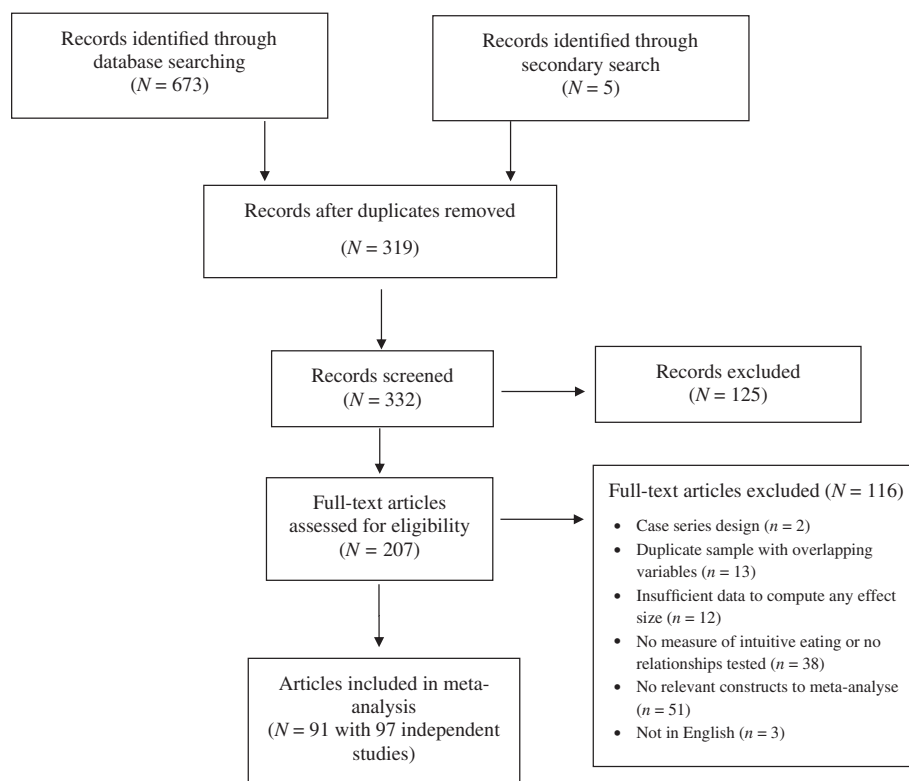 Records identified through
database searching
(N = 673)
Records identified through
secondary search
(N = 5)
Records after duplicates removed
(N = 319)
Records screened
(N = 332)
Records excluded
(N = 125)
Full-text articles
assessed for eligibility
(N = 207)
Full-text articles excluded (N = 116)
• Case series design (n = 2)
• Duplicate sample with overlapping
variables (n = 13)
• Insufficient data to compute any effect
size (n = 12)
• No measure of intuitive eating or no
relationships tested (n = 38)
• No relevant constructs to meta-analyse
(n = 51)
• Not in English (n = 3)
Articles included in meta-
analysis
(N = 91 with 97 independent
studies)